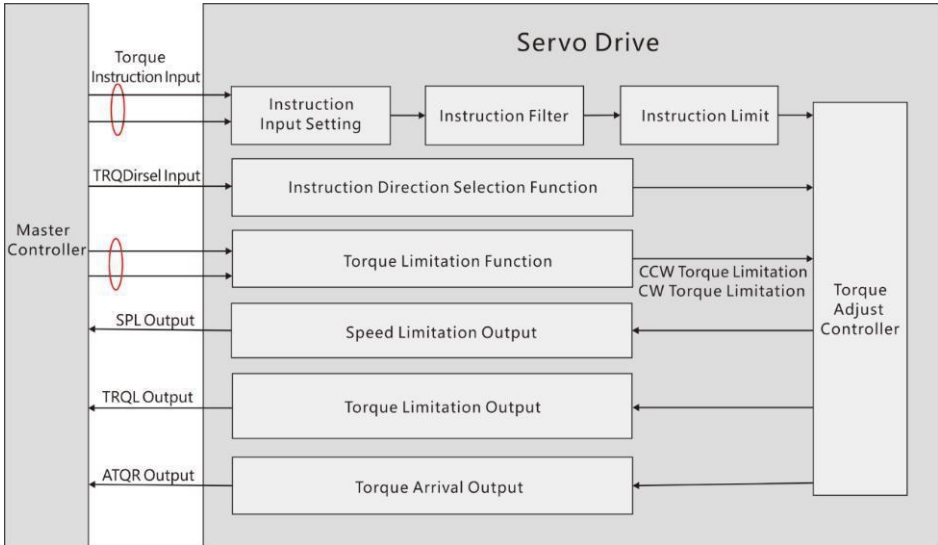 Servo Drive
Torque
Instruction Input
Instruction
Input Setting
Instruction Filter
Instruction Limit
TRQDirsel Input
Instruction Direction Selection Function
Master
Controller
Torque Limitation Function
CCW Torque Limitation
CW Torque Limitation
Torque
Adjust
Controller
SPL Output
Speed Limitation Output
TRQL Output
Torque Limitation Output
ATQR Output
Torque Arrival Output